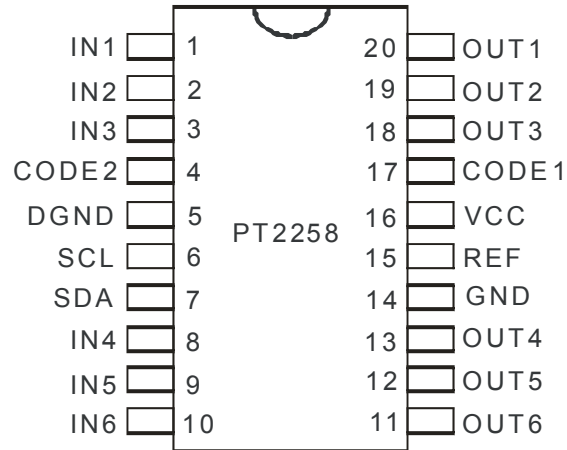 IN1 1 20 OUT1
IN2 2 19 OUT2
IN3 3 18 OUT3
CODE2 4 17 CODE1
DGND 5 16 VCC
PT2258
SCL 6 15 REF
SDA 7 14 GND
IN4 8 13 OUT4
IN5 9 12 OUT5
IN6 10 11 OUT6